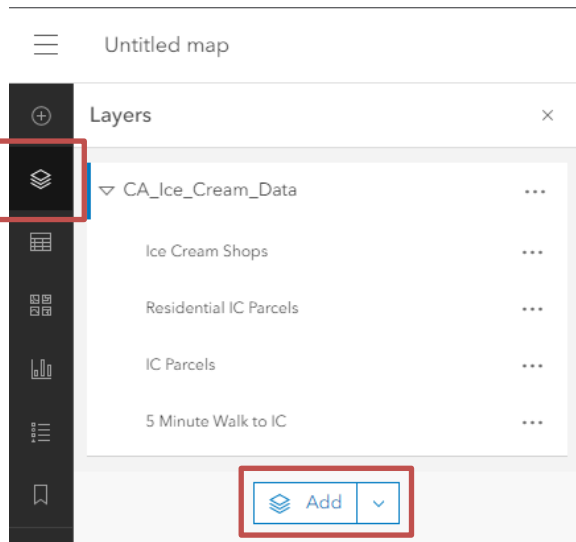 Untitled map
Layers
CA_Ice_Cream_Data
Ice Cream Shops
Residential IC Parcels
IC Parcels
5 Minute Walk to IC
Add